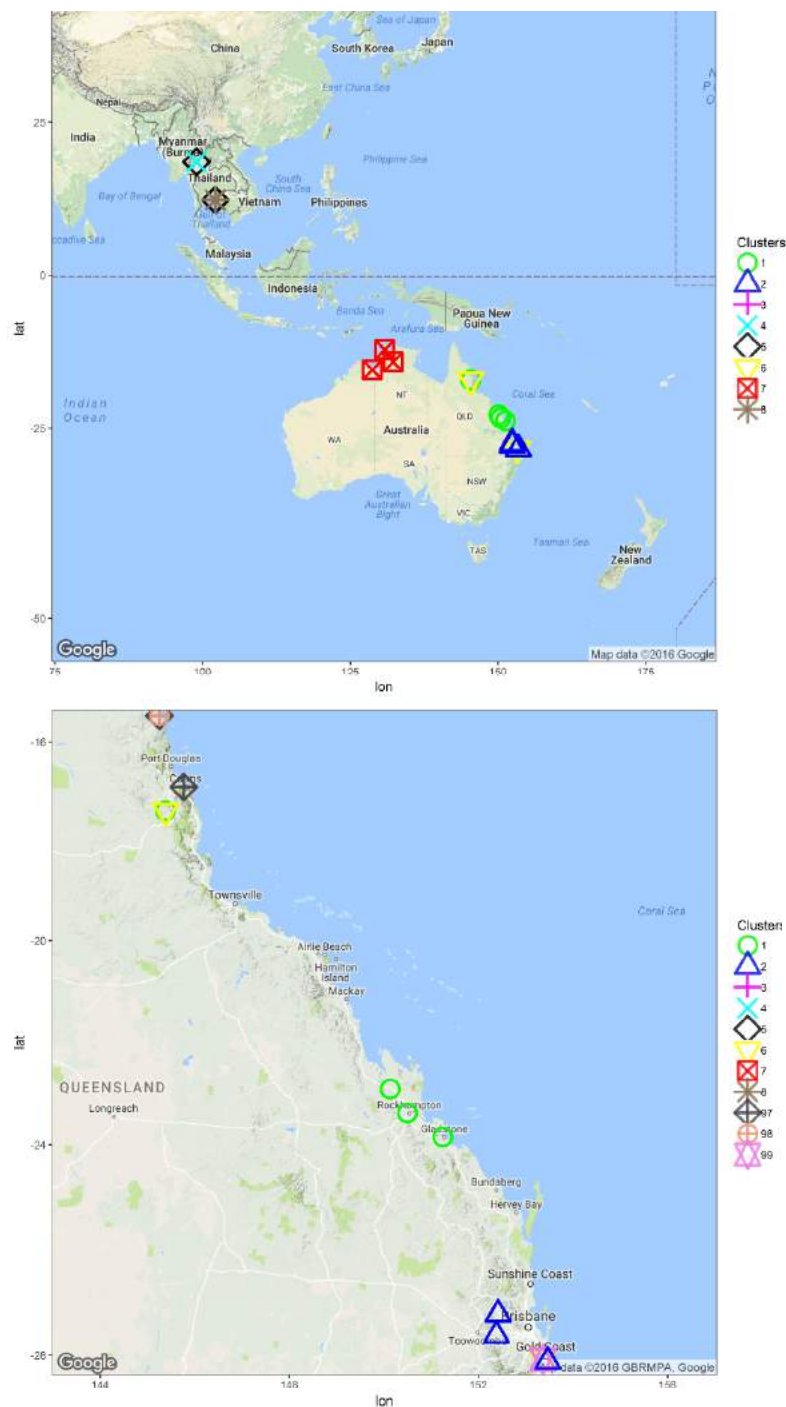 Sea of Japan
China
South Korea
Japan
East China Sea
Nepal
25
India
Myanmar
(Burma)
Philippine Sea
Thailand
South
China Sea
Bay of Bengal
Vietnam
Philippines
Gulf of
Thailand
Malaysia
0
Indonesia
Papua New
Guinea
Banda Sea
Arafura Sea
lat
Indian
Ocean
NT
Coral Sea
QLD
-25
Australia
WA
SA
NSW
Great
Australian
Bight
VIC
Tasman Sea
TAS
New
Zealand
-50
Google
Map data ©2016 Google
75
100
125
150
175
lon
Clusters
1
2
3
4
5
6
7
8
-16
Port Douglas
Cairns
Townsville
Coral Sea
-20
Airlie Beach
Hamilton
Island
Mackay
lat
QUEENSLAND
Longreach
Rockhampton
Gladstone
-24
Bundaberg
Hervey Bay
Sunshine Coast
Brisbane
Gold Coast
-28
Google
data ©2016 GBRMPA, Google
144
148
152
156
lon
Clusters
1
2
3
4
5
6
7
8
97
98
99